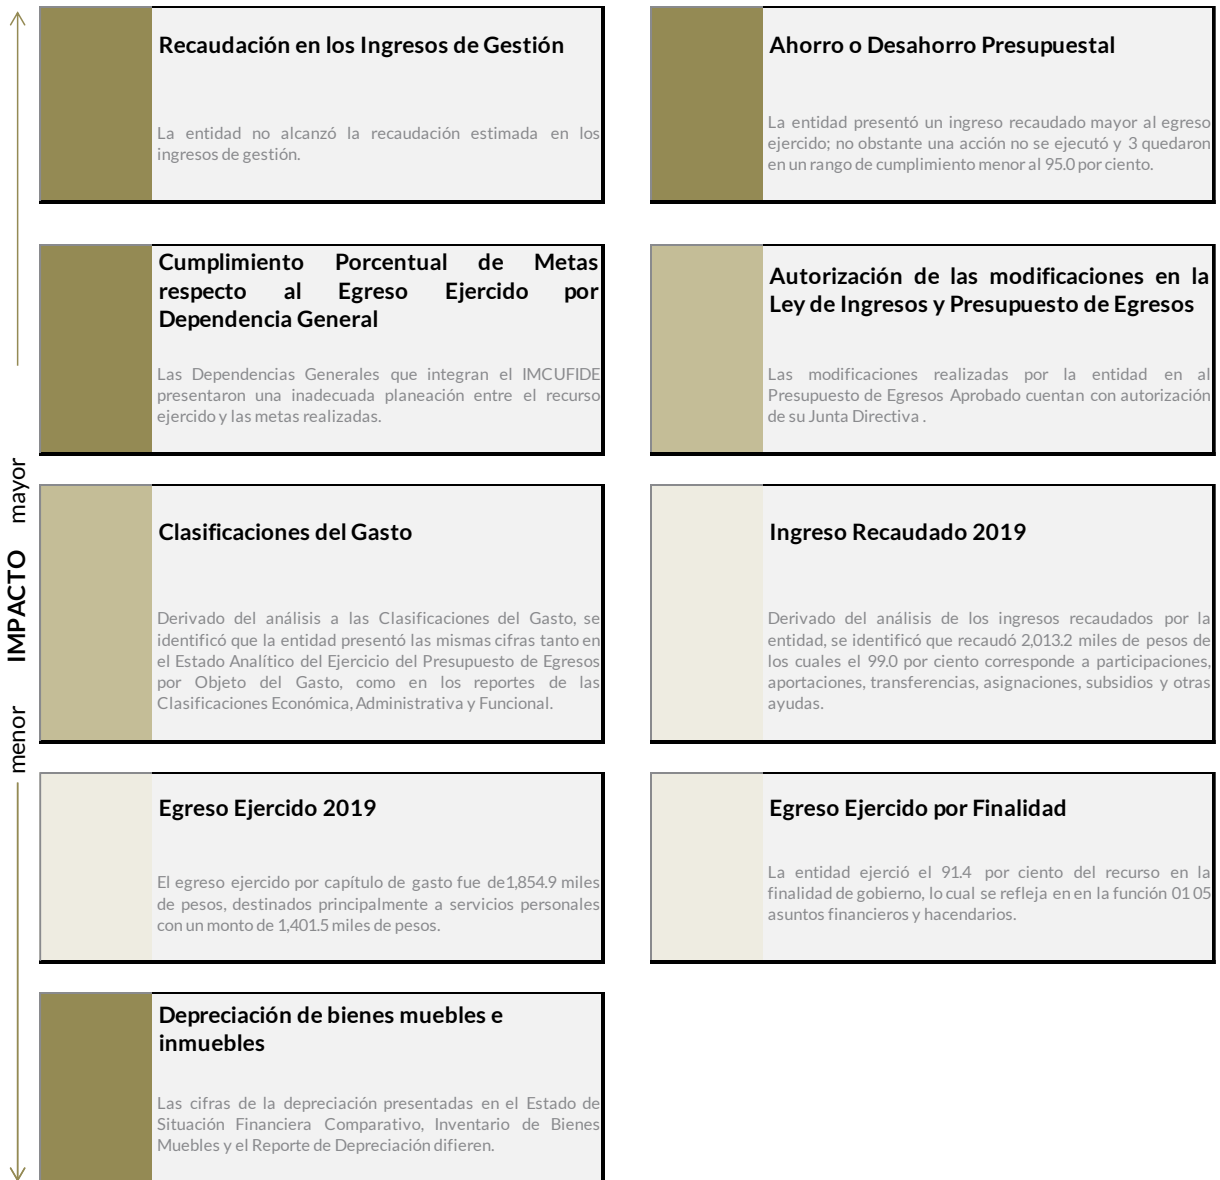 Recaudación en los Ingresos de Gestión
La entidad no alcanzó la recaudación estimada en los
ingresos de gestión.
Ahorro o Desahorro Presupuestal
La entidad presentó un ingreso recaudado mayor al egreso
ejercido; no obstante una acción no se ejecutó y 3 quedaron
en un rango de cumplimiento menor al 95.0 por ciento.
Cumplimiento Porcentual de Metas
respecto al Egreso Ejercido por
Dependencia General
Las Dependencias Generales que integran el IMCUFIDE
presentaron una inadecuada planeación entre el recurso
ejercido y las metas realizadas.
Autorización de las modificaciones en la
Ley de Ingresos y Presupuesto de Egresos
Las modificaciones realizadas por la entidad en al
Presupuesto de Egresos Aprobado cuentan con autorización
de su Junta Directiva .
menor IMPACTO mayor
Clasificaciones del Gasto
Derivado del análisis a las Clasificaciones del Gasto, se
identificó que la entidad presentó las mismas cifras tanto en
el Estado Analítico del Ejercicio del Presupuesto de Egresos
por Objeto del Gasto, como en los reportes de las
Clasificaciones Económica, Administrativa y Funcional.
Ingreso Recaudado 2019
Derivado del análisis de los ingresos recaudados por la
entidad, se identificó que recaudó 2,013.2 miles de pesos de
los cuales el 99.0 por ciento corresponde a participaciones,
aportaciones, transferencias, asignaciones, subsidios y otras
ayudas.
Egreso Ejercido 2019
El egreso ejercido por capítulo de gasto fue de1,854.9 miles
de pesos, destinados principalmente a servicios personales
con un monto de 1,401.5 miles de pesos.
Egreso Ejercido por Finalidad
La entidad ejerció el 91.4 por ciento del recurso en la
finalidad de gobierno, lo cual se refleja en en la función 01 05
asuntos financieros y hacendarios.
Depreciación de bienes muebles e
inmuebles
Las cifras de la depreciación presentadas en el Estado de
Situación Financiera Comparativo, Inventario de Bienes
Muebles y el Reporte de Depreciación difieren.